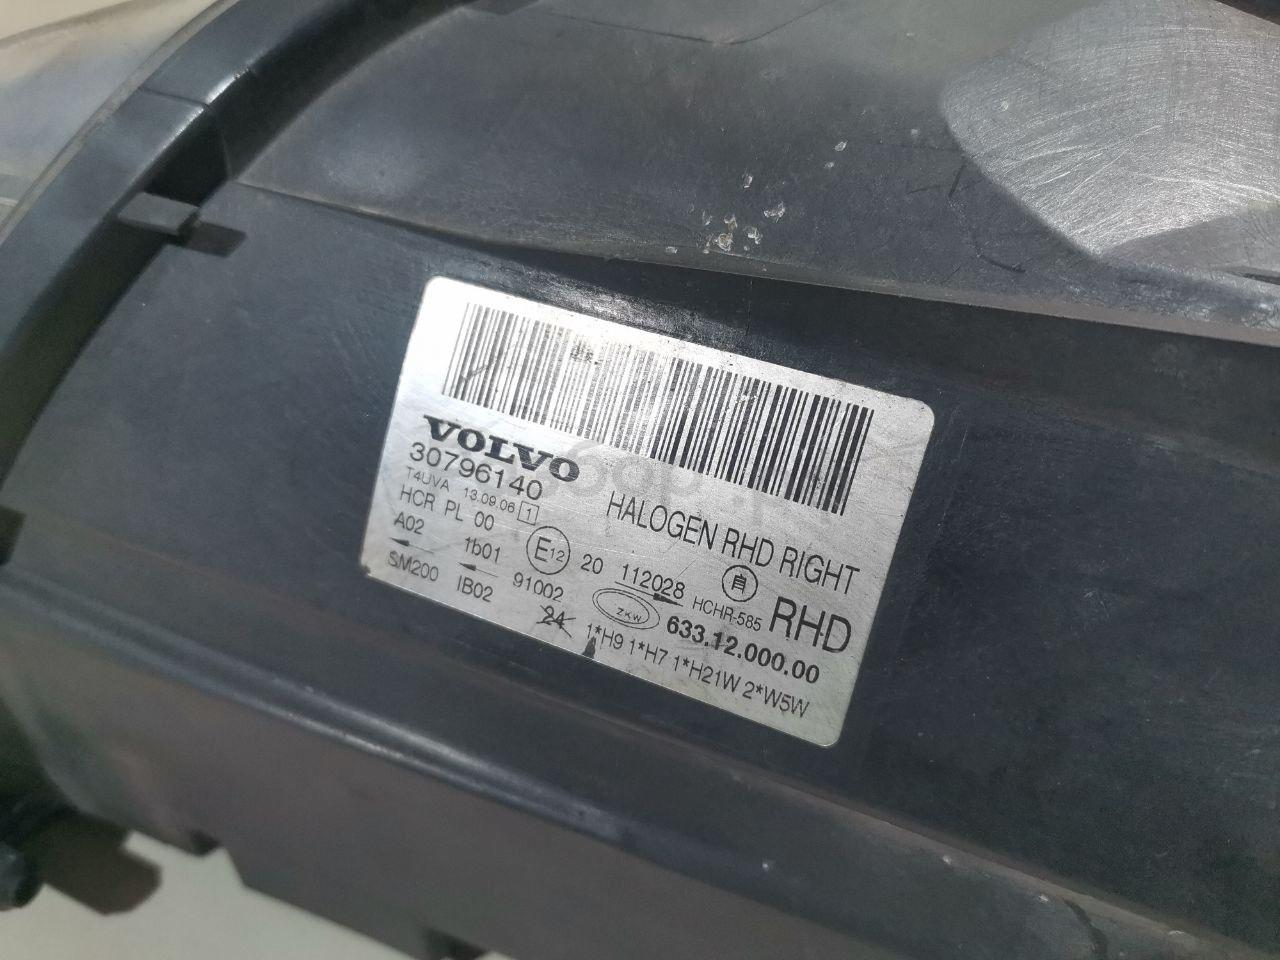 VOLVO
30796140
T4UVA 13.09.06 1
HALOGEN RHD RIGHT
HCR PL 00 E12 20 112028 自 RHD
A02 1b01 91002 ZKW HCHR-585
SM200 IB02 24 633.12.000.00
1*H9 1*H7 1*H21W 2*W5W